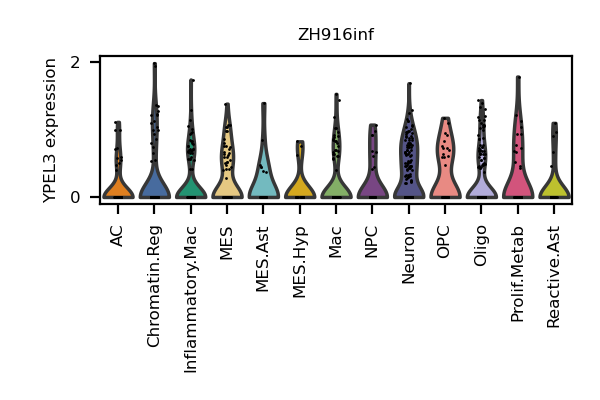 ZH916inf
YPEL3 expression
2
0
AC
Chromatin.Reg
Inflammatory.Mac
MES
MES.Ast
MES.Hyp
Mac
NPC
Neuron
OPC
Oligo
Prolif.Metab
Reactive.Ast